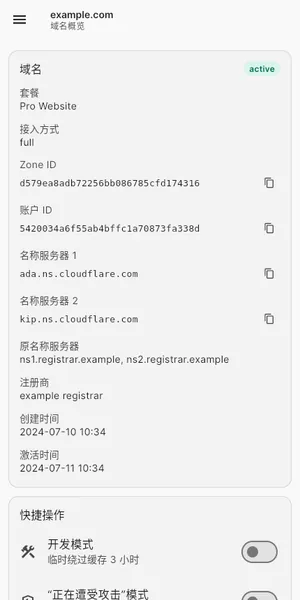 example.com
域名概览
域名
active
套餐
Pro Website
接入方式
full
Zone ID
d579ea8adb72256bb086785cfd174316
账户 ID
5420034a6f55ab4bffc1a70873fa338d
名称服务器 1
ada.ns.cloudflare.com
名称服务器 2
kip.ns.cloudflare.com
原名称服务器
ns1.registrar.example, ns2.registrar.example
注册商
example registrar
创建时间
2024-07-10 10:34
激活时间
2024-07-11 10:34
快捷操作
开发模式
临时绕过缓存 3 小时
“正在遭受攻击”模式